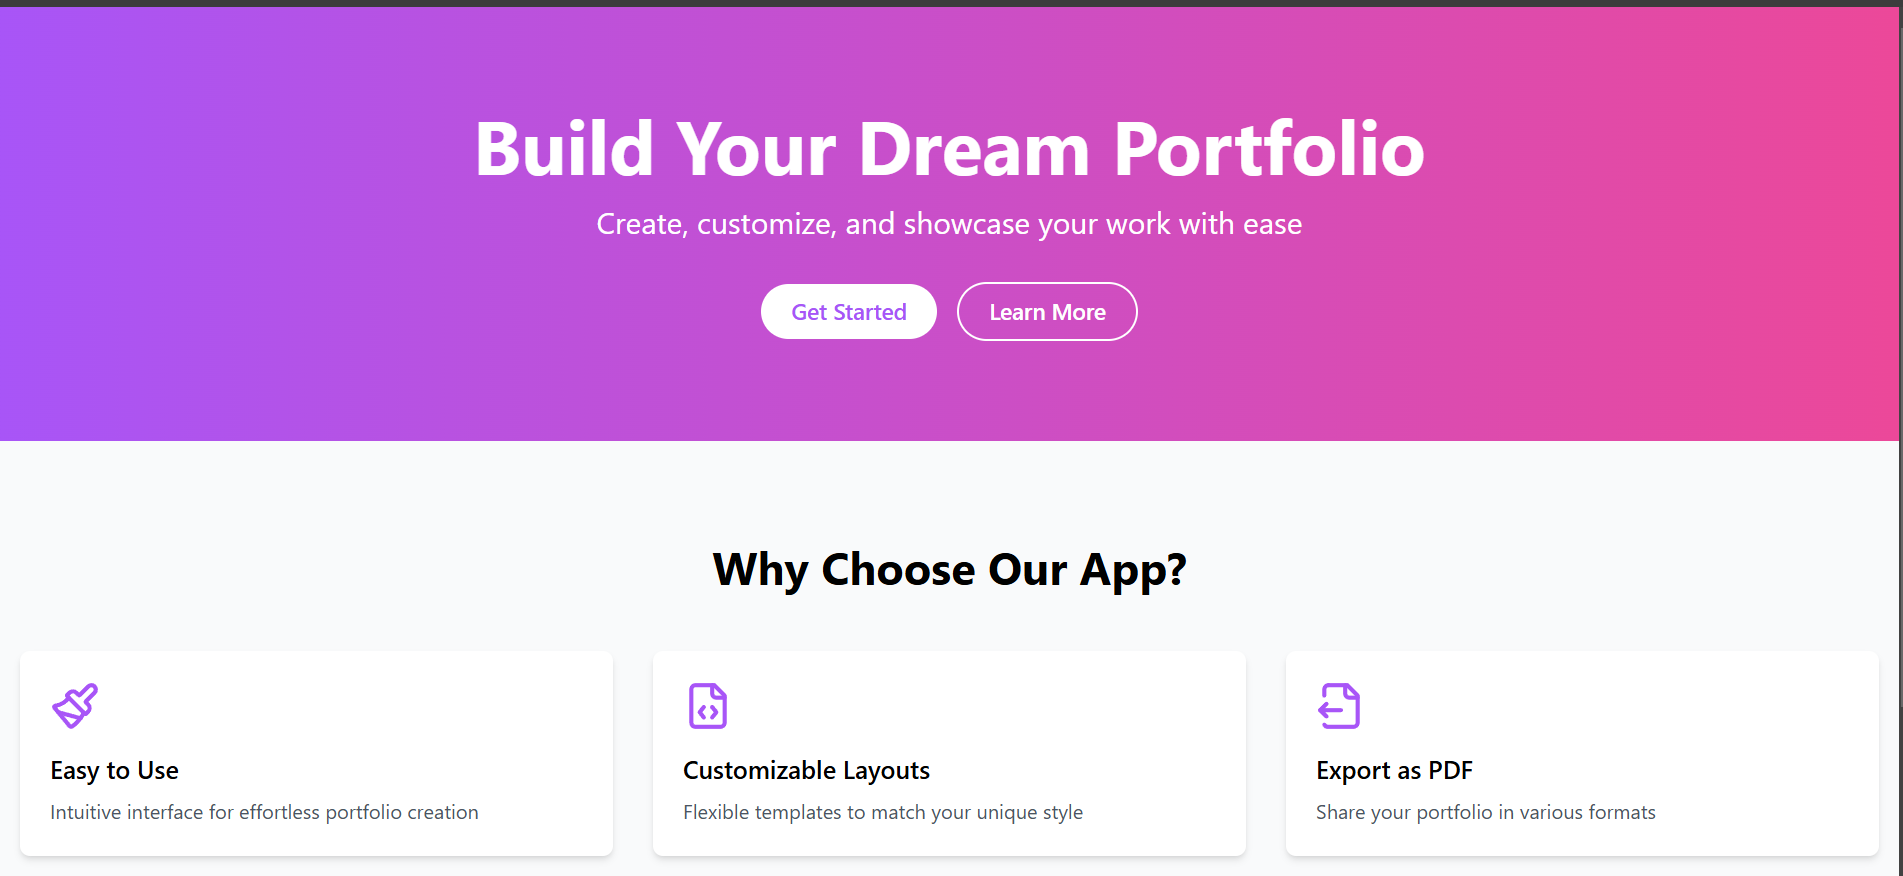 Build Your Dream Portfolio
Create, customize, and showcase your work with ease
Get Started
Learn More
Why Choose Our App?
Easy to Use
Intuitive interface for effortless portfolio creation
Customizable Layouts
Flexible templates to match your unique style
Export as PDF
Share your portfolio in various formats